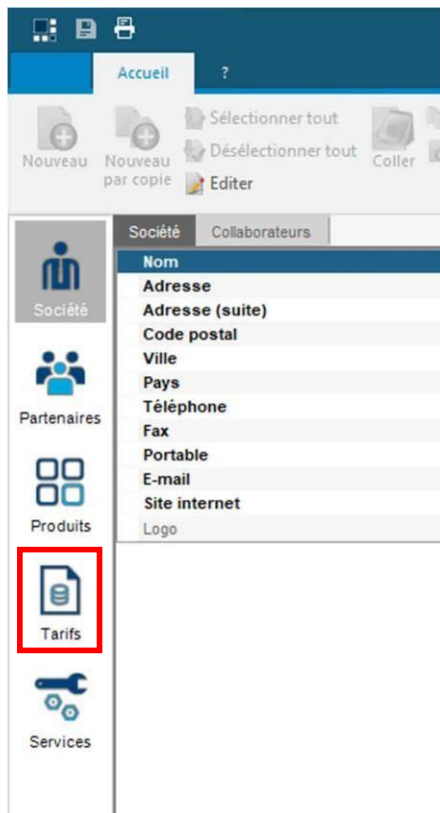 Accueil ?
Sélectionner tout
Désélectionner tout
Editer
Nouveau
Nouveau
par copie
Coller
Société Collaborateurs
Société
Partenaires
Produits
Tarifs
Services
Nom
Adresse
Adresse (suite)
Code postal
Ville
Pays
Téléphone
Fax
Portable
E-mail
Site internet
Logo